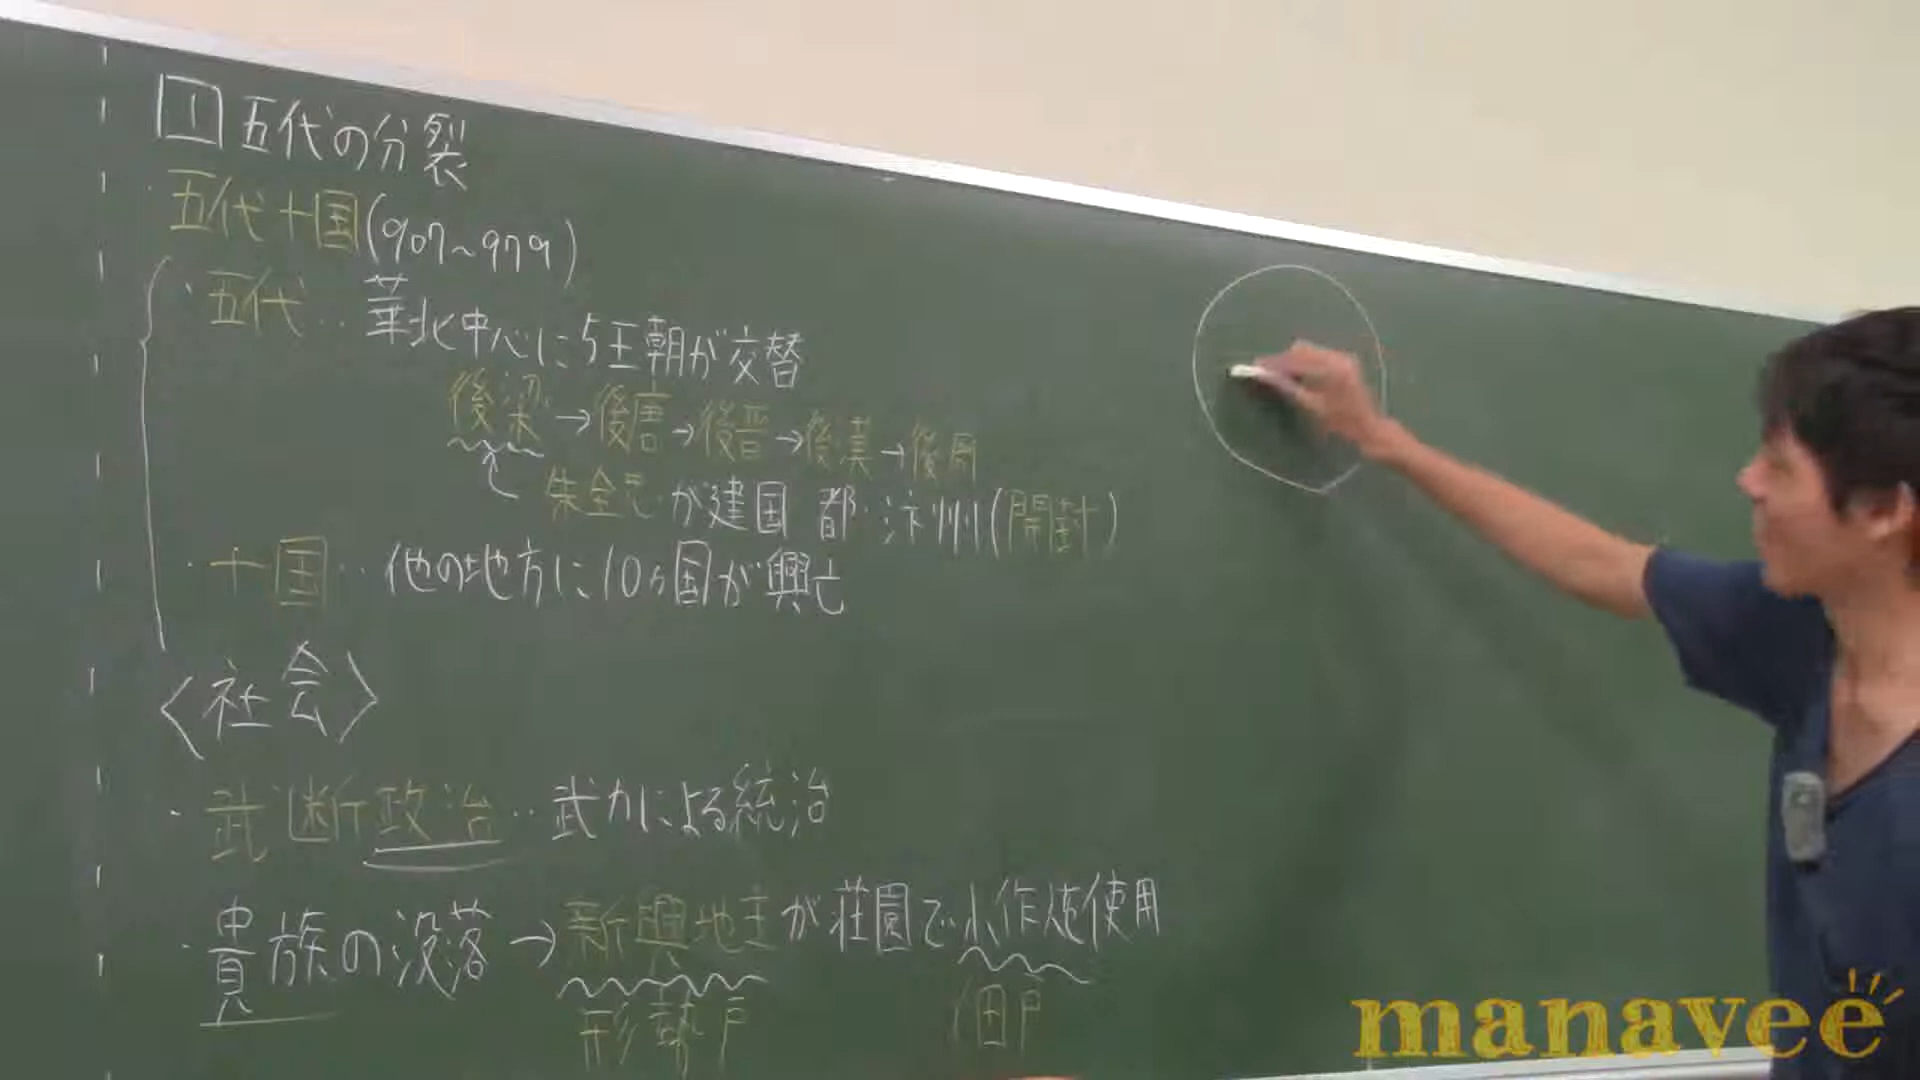 1 五代の分裂
五代十国(907~979)
・五代‥華北中心に5王朝が交替
後梁→後唐→後晋→後漢→後周
朱全忠が建国 都・汴州(開封)
・十国‥他の地方に10ヵ国が興亡
〈社会〉
・武断政治‥武力による統治
・貴族の没落→新興地主が荘園で小作人を使用
形勢戸
佃戸
manavee